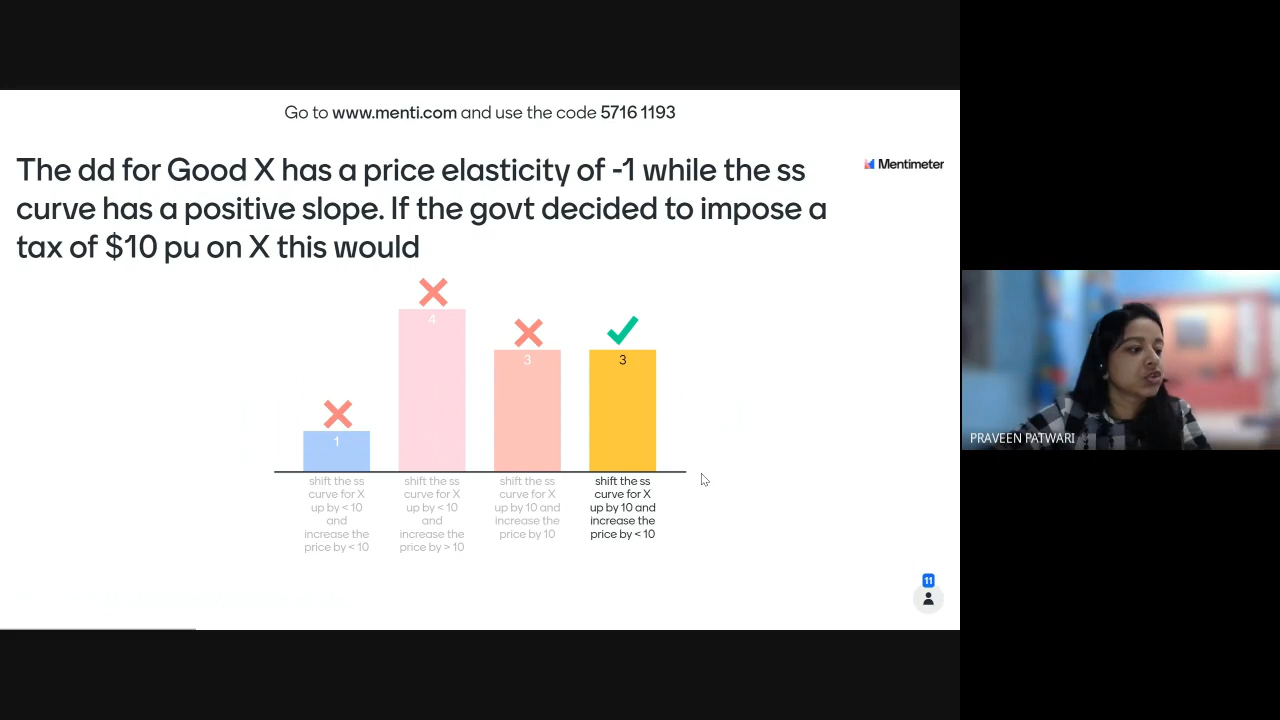 Go to www.menti.com and use the code 5716 1193
The dd for Good X has a price elasticity of -1 while the ss
curve has a positive slope. If the govt decided to impose a
tax of $10 pu on X this would
Mentimeter
1
4
3
3
shift the ss
curve for X
up by < 10
and
increase the
price by < 10
shift the ss
curve for X
up by < 10
and
increase the
price by > 10
shift the ss
curve for X
up by 10 and
increase the
price by 10
shift the ss
curve for X
up by 10 and
increase the
price by < 10
11
PRAVEEN PATWARI